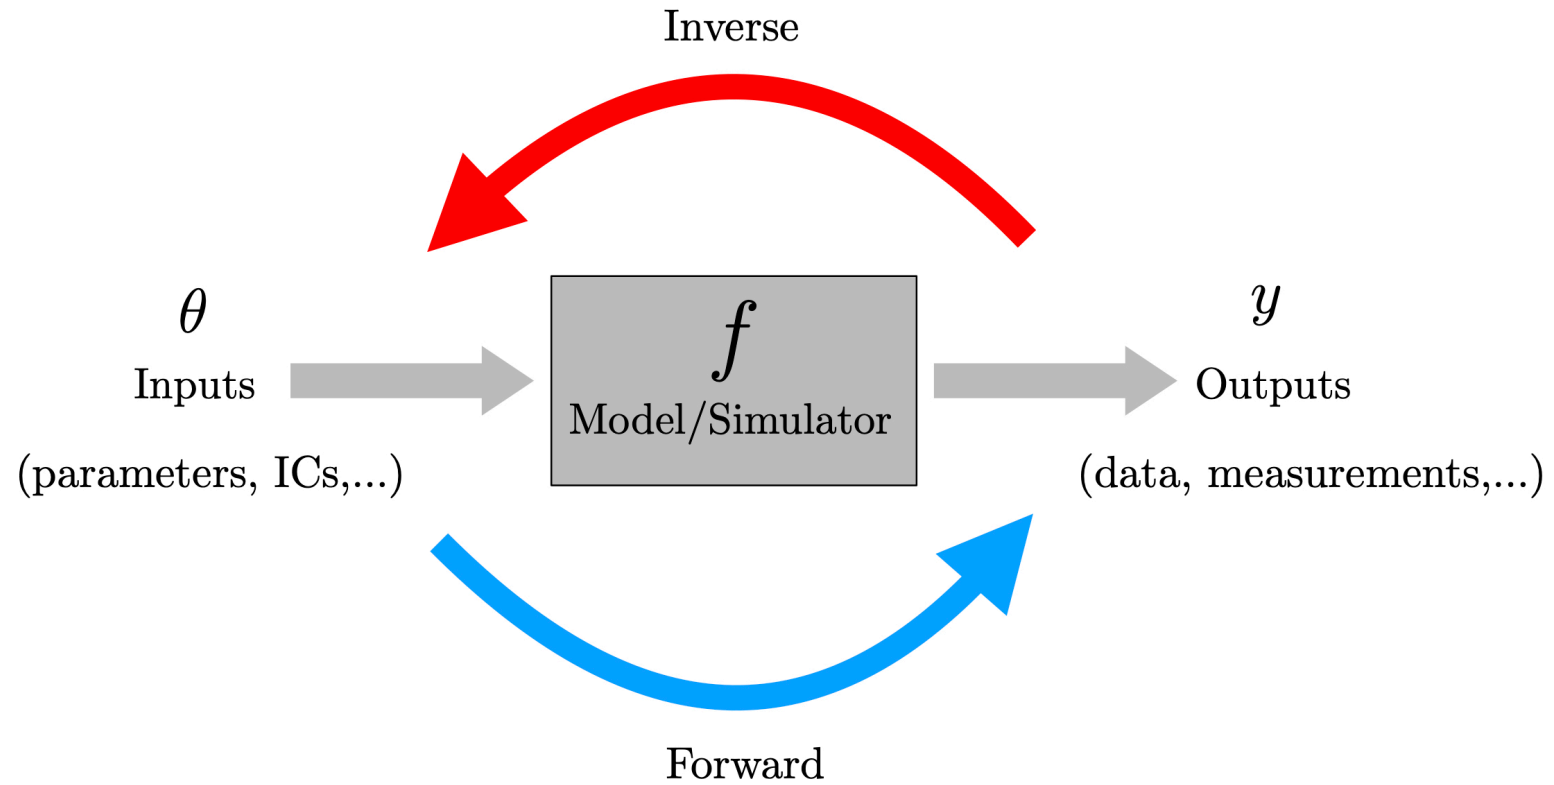 Inverse
θ
Inputs
(parameters, ICs,...)
f
Model/Simulator
y
Outputs
(data, measurements,...)
Forward